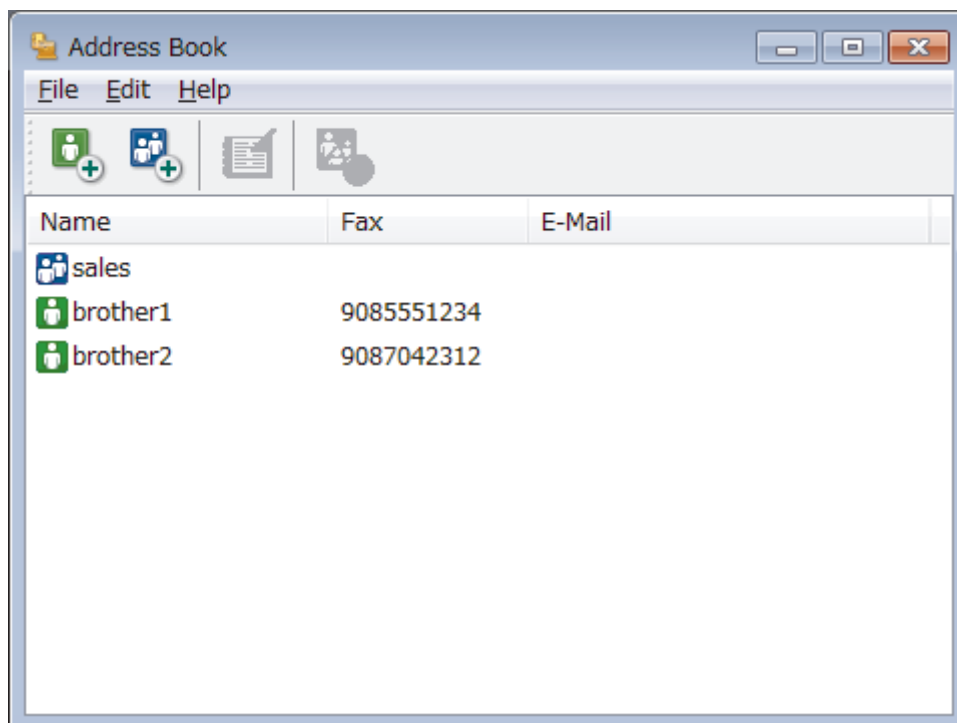 Address Book
File Edit Help
Name Fax E-Mail
sales
brother1 9085551234
brother2 9087042312